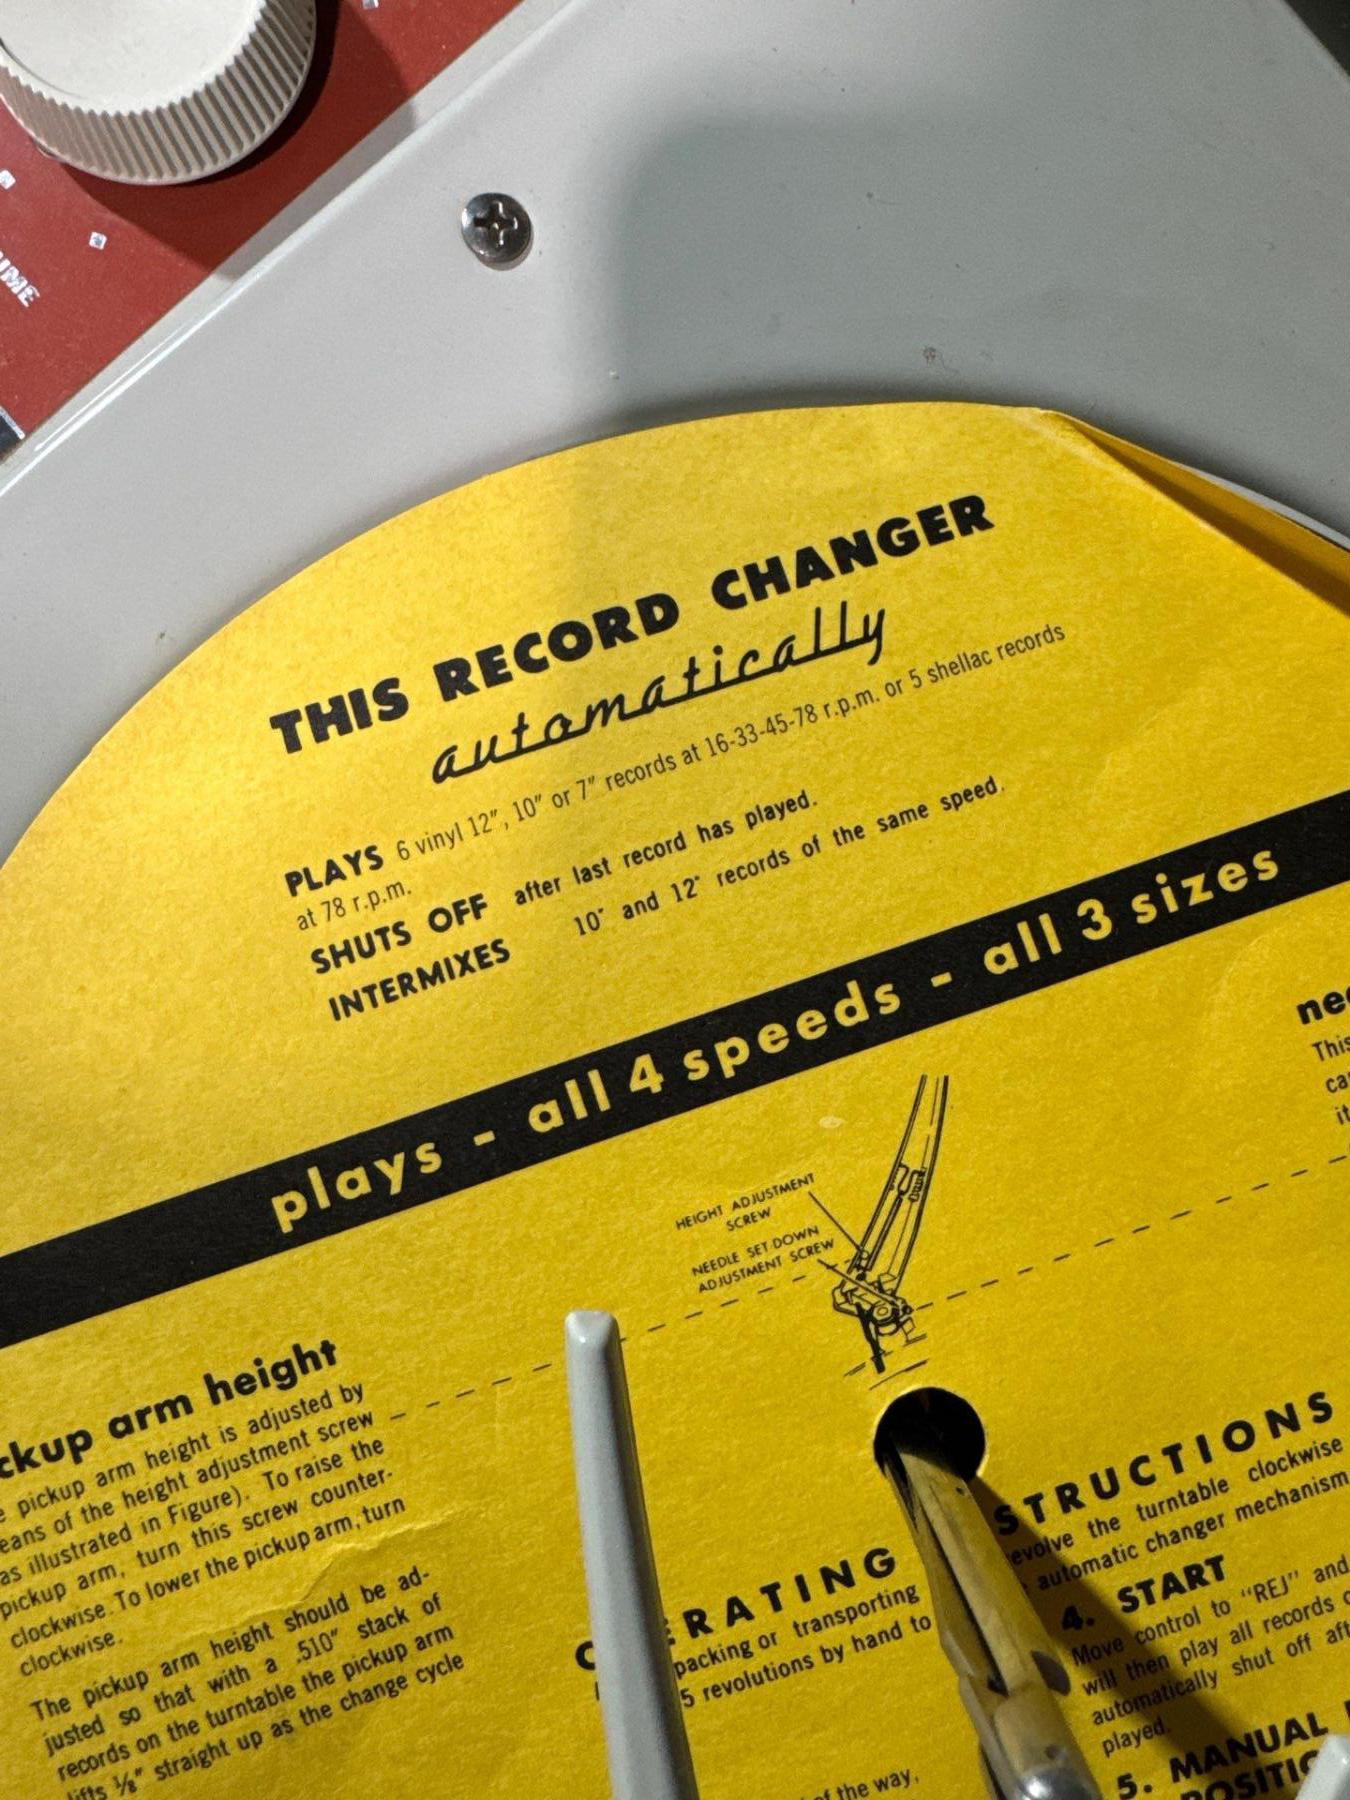 THIS RECORD CHANGER
automatically
PLAYS 6 vinyl 12", 10" or 7" records at 16-33-45-78 r.p.m. or 5 shellac records
at 78 r.p.m.
SHUTS OFF after last record has played.
INTERMIXES 10" and 12" records of the same speed.
plays - all 4 speeds - all 3 sizes
HEIGHT ADJUSTMENT
SCREW
NEEDLE SET-DOWN
ADJUSTMENT SCREW
arm height
pickup arm height is adjusted by
of the height adjustment screw
as illustrated in Figure). To raise the
pickup arm, turn this screw counter-
clockwise. To lower the pickup arm, turn
clockwise.
The pickup arm height should be ad-
justed so that with a .510" stack of
records on the turntable the pickup arm
lifts ⅛" straight up as the change cycle
This
it
packing or transporting
5 revolutions by hand to
of the way,
the turntable clockwise
automatic changer mechanism
4. START
Move control to "REJ" and
will then play all records
automatically shut off
played.
5. MANUAL